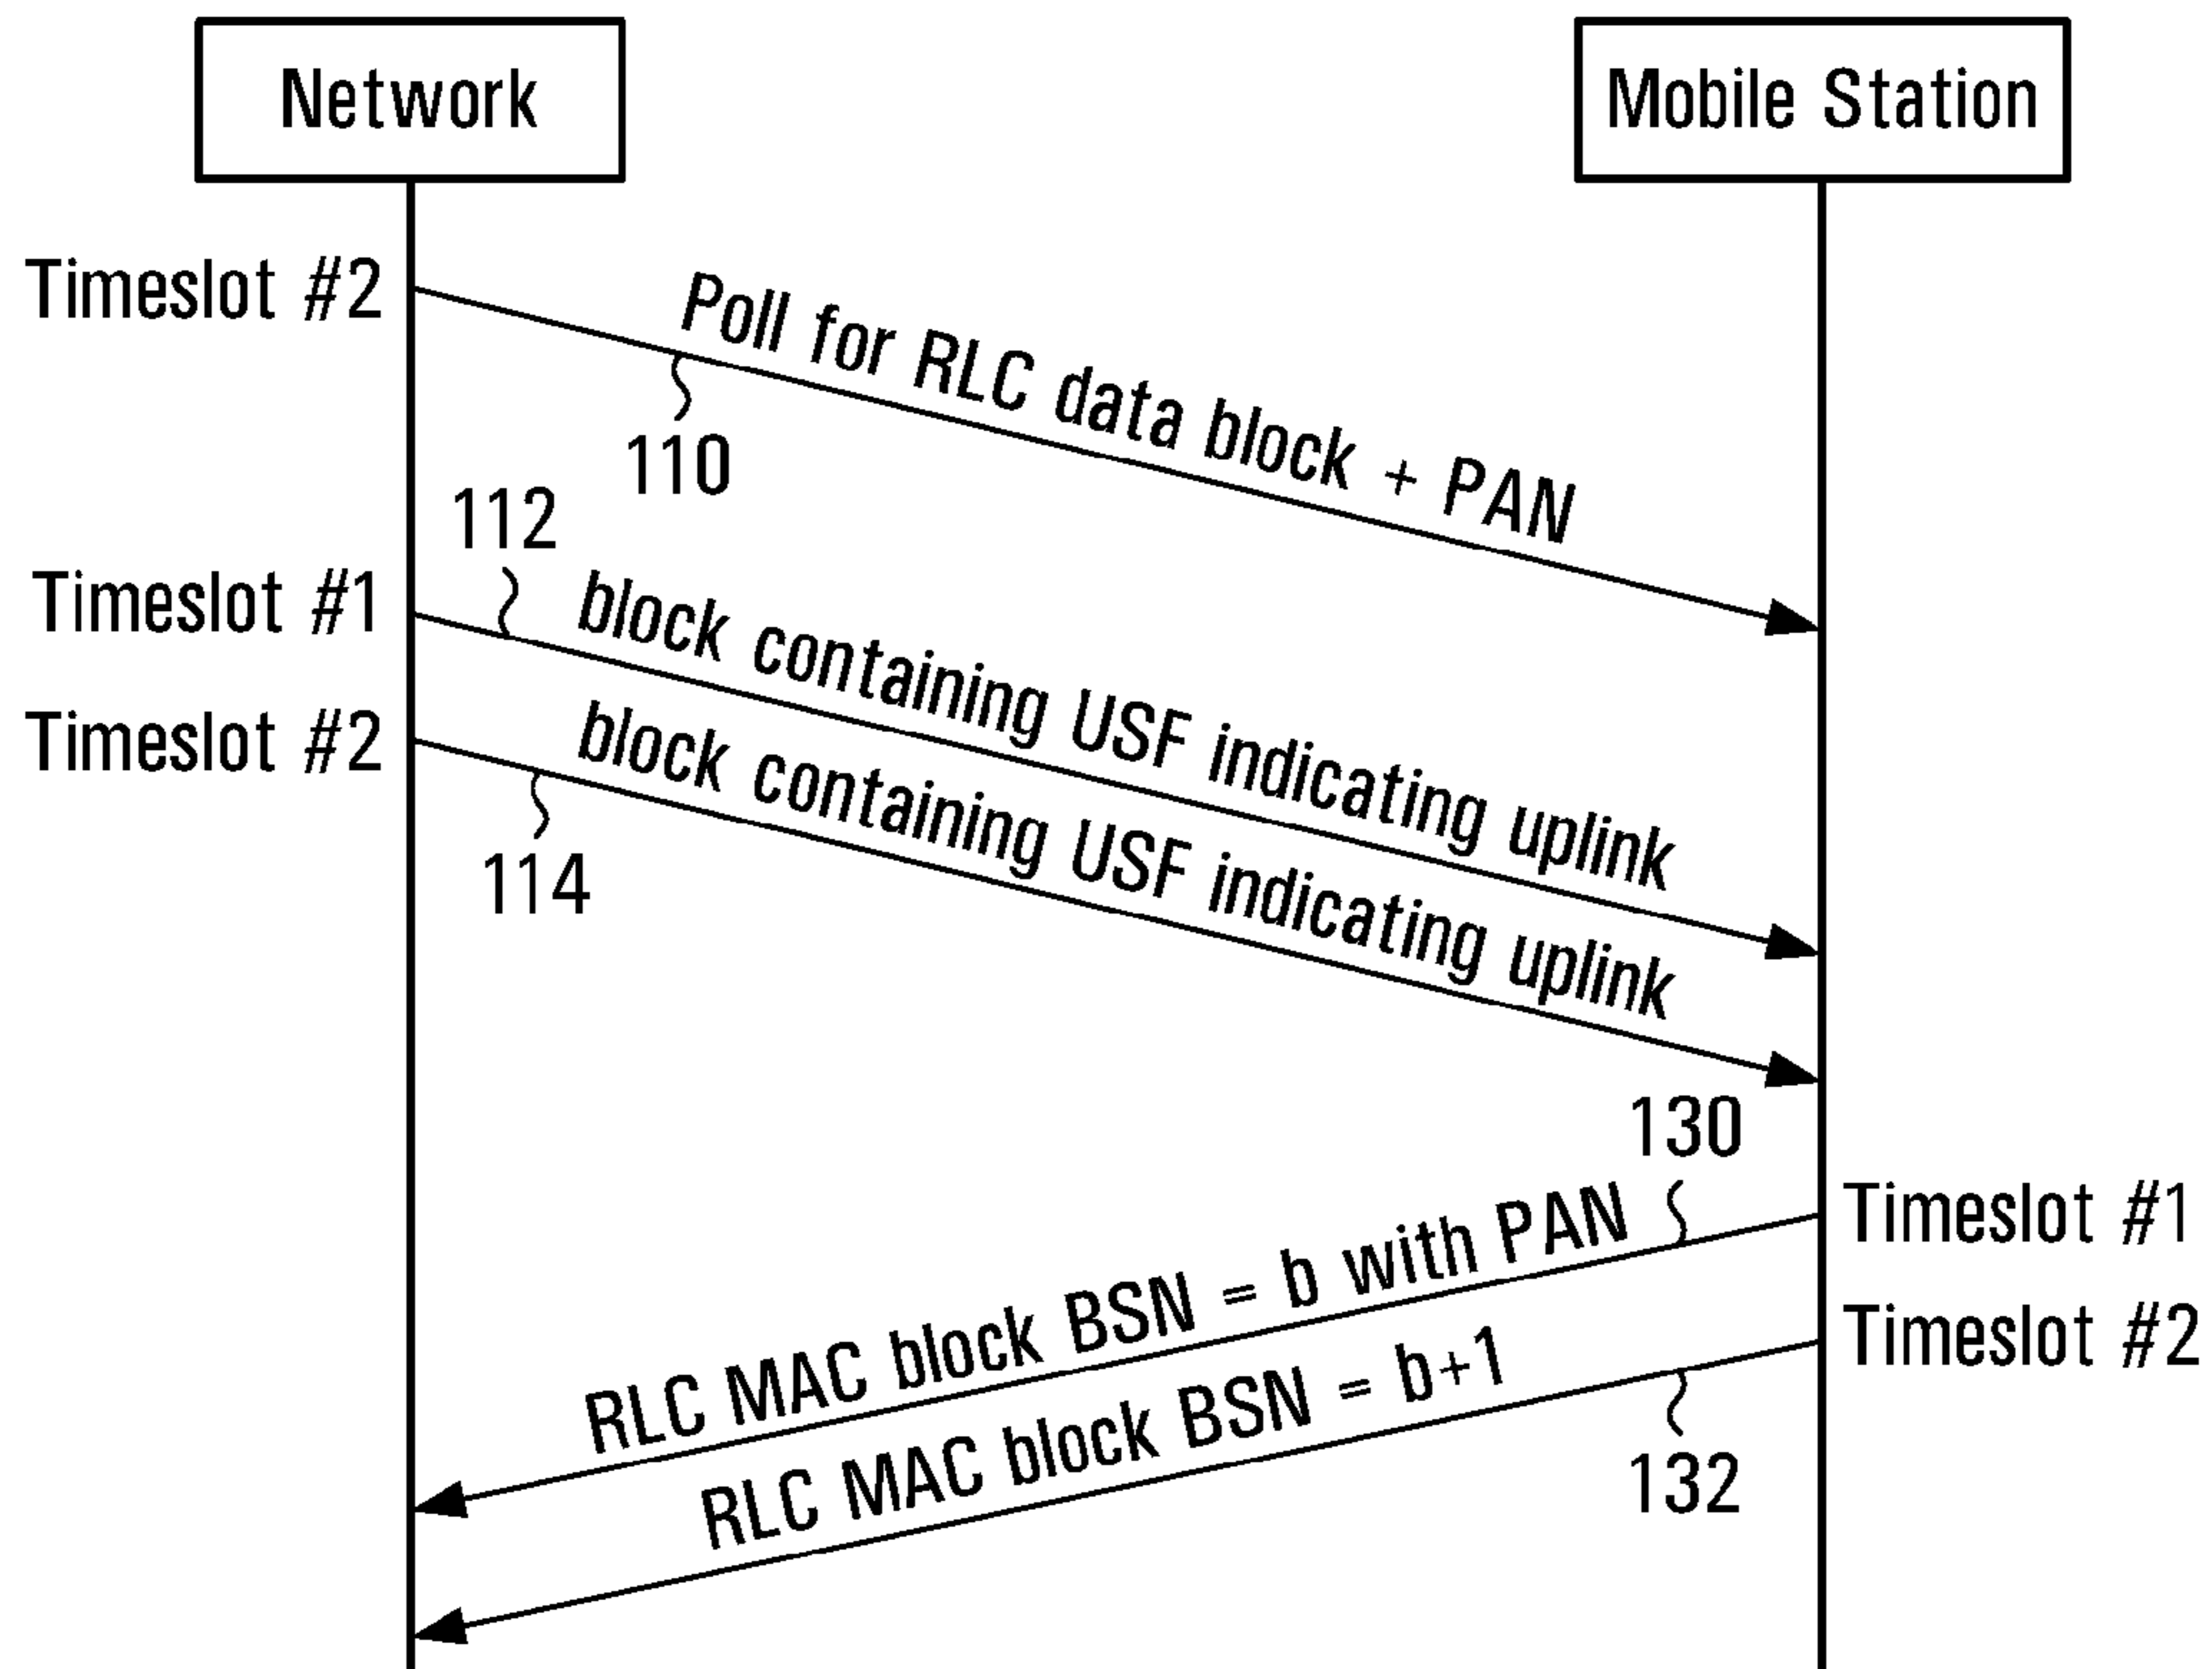 Network
Mobile Station
Timeslot #2
Poll for RLC data block + PAN
110
112
Timeslot #1
block containing USF indicating uplink
Timeslot #2
block containing USF indicating uplink
114
130
Timeslot #1
RLC MAC block BSN = b with PAN
Timeslot #2
RLC MAC block BSN = b+1
132